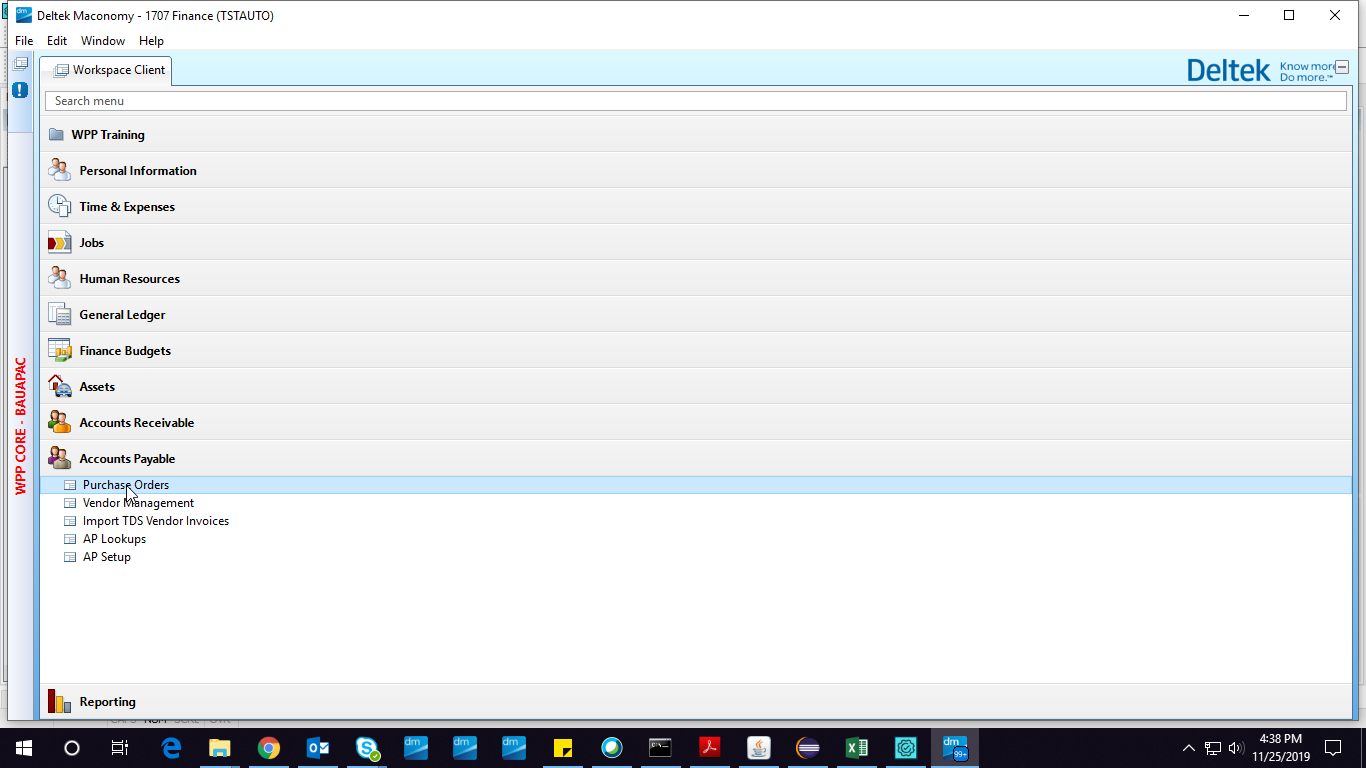 Deltek Maconomy - 1707 Finance (TSTAUTO)
File Edit Window Help
Workspace Client
Deltek Know more
Do more.™
Search menu
WPP Training
Personal Information
Time & Expenses
Jobs
Human Resources
General Ledger
Finance Budgets
Assets
Accounts Receivable
Accounts Payable
Purchase Orders
Vendor Management
Import TDS Vendor Invoices
AP Lookups
AP Setup
Reporting
WPP CORE - BAUAPAC
4:38 PM
11/25/2019
99+